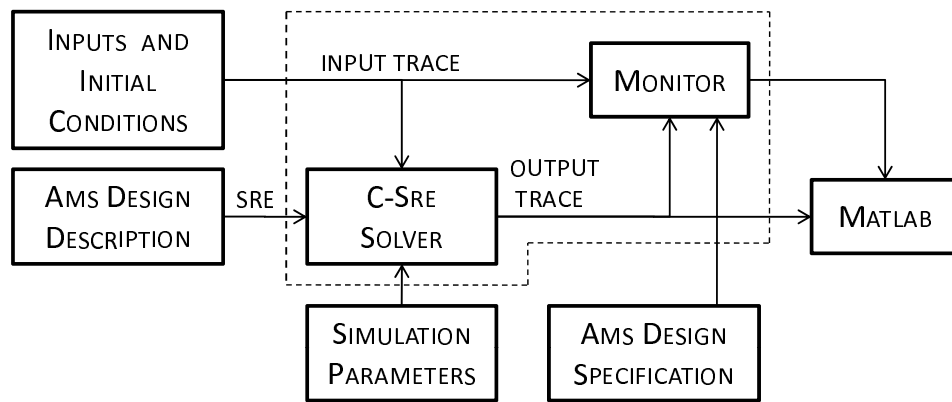 INPUTS AND
INITIAL
CONDITIONS
INPUT TRACE
MONITOR
AMS DESIGN
DESCRIPTION
SRE
C-SRE
SOLVER
OUTPUT
TRACE
MATLAB
SIMULATION
PARAMETERS
AMS DESIGN
SPECIFICATION